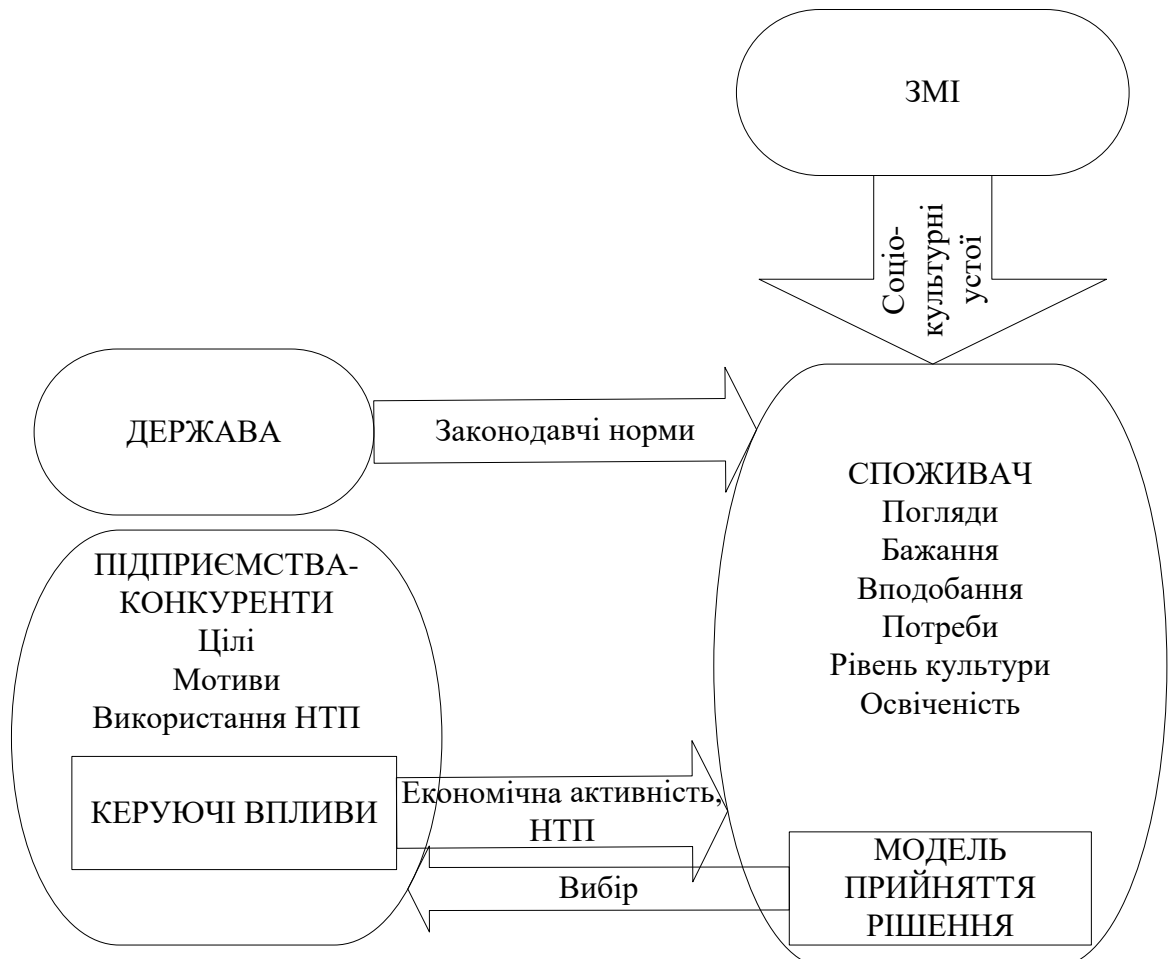 ЗМІ
Соціо-
культурні
устої
ДЕРЖАВА
Законодавчі норми
СПОЖИВАЧ
Погляди
Бажання
Вподобання
Потреби
Рівень культури
Освіченість
ПІДПРИЄМСТВА-
КОНКУРЕНТИ
Цілі
Мотиви
Використання НТП
КЕРУЮЧІ ВПЛИВИ
Економічна активність,
НТП
Вибір
МОДЕЛЬ
ПРИЙНЯТТЯ
РІШЕННЯ